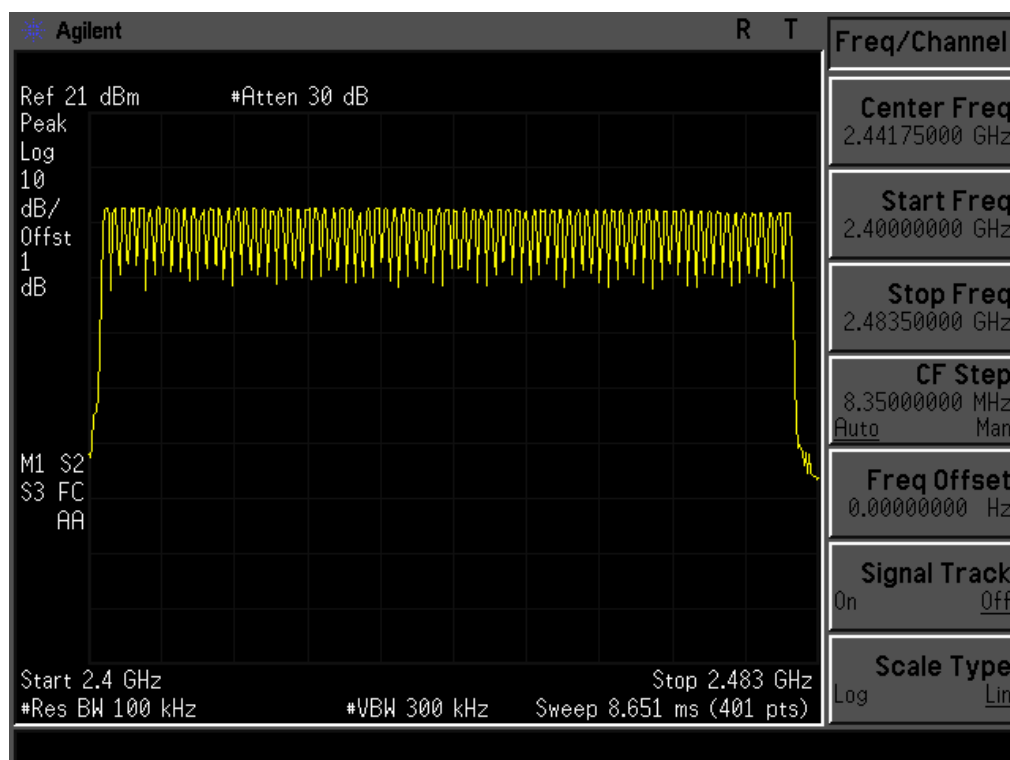 Agilent
R T
Freq/Channel
Ref 21 dBm #Atten 30 dB
Peak
Log
10
dB/
Offst
1
dB
M1 S2
S3 FC
AA
Start 2.4 GHz Stop 2.483 GHz
#Res BW 100 kHz #VBW 300 kHz Sweep 8.651 ms (401 pts)
Center Freq
2.44175000 GHz
Start Freq
2.40000000 GHz
Stop Freq
2.48350000 GHz
CF Step
8.35000000 MHz
Auto Man
Freq Offset
0.00000000 Hz
Signal Track
On Off
Scale Type
Log Lin